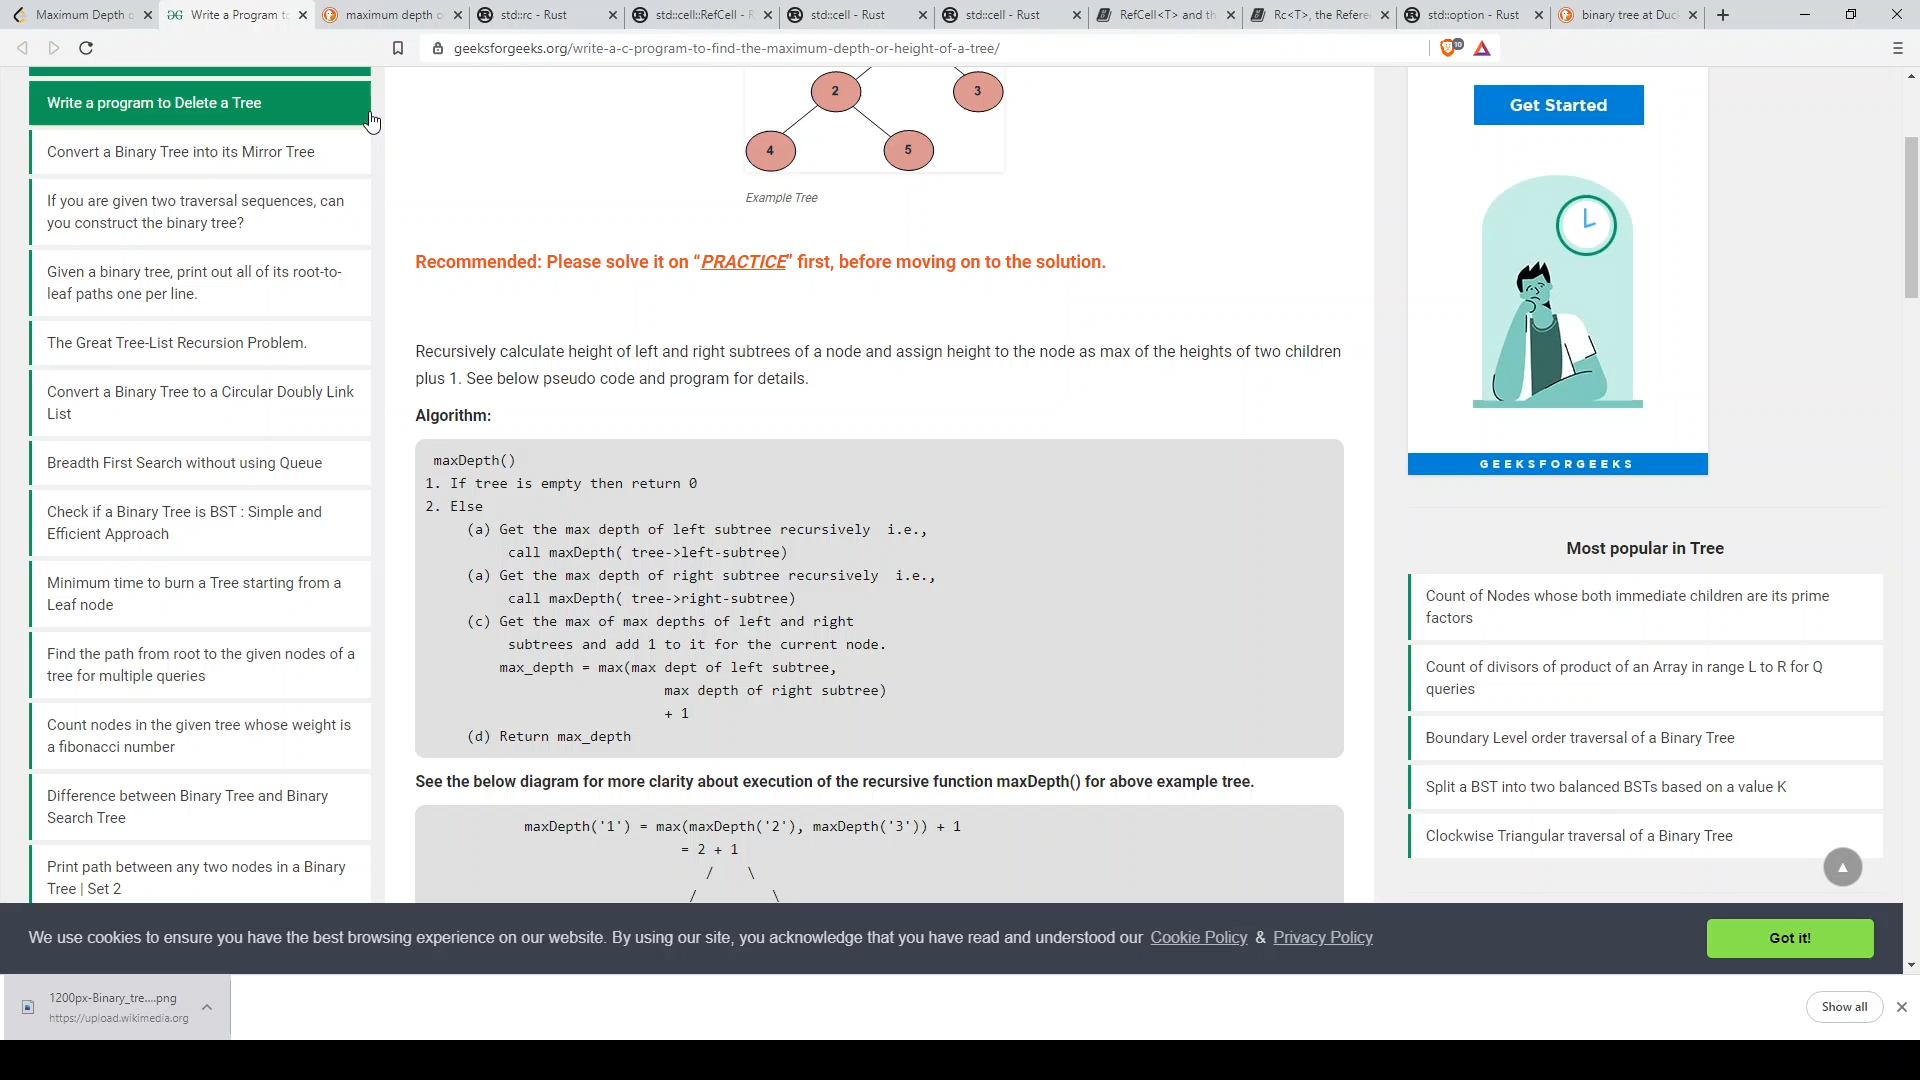 Maximum Depth o
Write a Program to
maximum depth o
std::rc - Rust
std::cell::RefCell - R
std::cell - Rust
std::cell - Rust
RefCell<T> and th
Rc<T>, the Refere
std::option - Rust
binary tree at Duc
geeksforgeeks.org/write-a-c-program-to-find-the-maximum-depth-or-height-of-a-tree/
10
Write a program to Delete a Tree
Convert a Binary Tree into its Mirror Tree
If you are given two traversal sequences, can
you construct the binary tree?
Given a binary tree, print out all of its root-to-
leaf paths one per line.
The Great Tree-List Recursion Problem.
Convert a Binary Tree to a Circular Doubly Link
List
Breadth First Search without using Queue
Check if a Binary Tree is BST : Simple and
Efficient Approach
Minimum time to burn a Tree starting from a
Leaf node
Find the path from root to the given nodes of a
tree for multiple queries
Count nodes in the given tree whose weight is
a fibonacci number
Difference between Binary Tree and Binary
Search Tree
Print path between any two nodes in a Binary
Tree | Set 2
2
3
4
5
Example Tree
Recommended: Please solve it on “PRACTICE” first, before moving on to the solution.
Recursively calculate height of left and right subtrees of a node and assign height to the node as max of the heights of two children
plus 1. See below pseudo code and program for details.
Algorithm:
maxDepth()
1. If tree is empty then return 0
2. Else
(a) Get the max depth of left subtree recursively i.e.,
call maxDepth( tree->left-subtree)
(a) Get the max depth of right subtree recursively i.e.,
call maxDepth( tree->right-subtree)
(c) Get the max of max depths of left and right
subtrees and add 1 to it for the current node.
max_depth = max(max dept of left subtree,
max depth of right subtree)
+ 1
(d) Return max_depth
See the below diagram for more clarity about execution of the recursive function maxDepth() for above example tree.
maxDepth('1') = max(maxDepth('2'), maxDepth('3')) + 1
= 2 + 1
/ \
/ \
Get Started
GEEKSFORGEEKS
Most popular in Tree
Count of Nodes whose both immediate children are its prime
factors
Count of divisors of product of an Array in range L to R for Q
queries
Boundary Level order traversal of a Binary Tree
Split a BST into two balanced BSTs based on a value K
Clockwise Triangular traversal of a Binary Tree
We use cookies to ensure you have the best browsing experience on our website. By using our site, you acknowledge that you have read and understood our Cookie Policy & Privacy Policy
Got it!
1200px-Binary_tre....png
https://upload.wikimedia.org
Show all